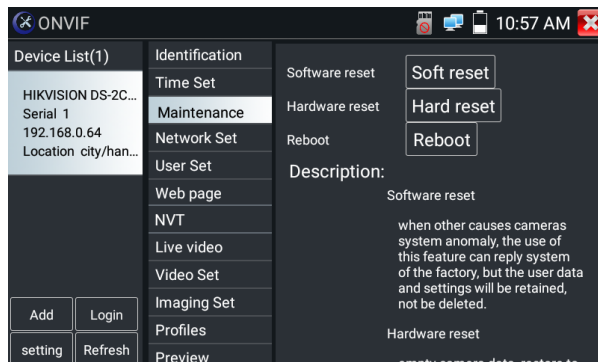 ONVIF
10:57 AM
Device List(1)
HIKVISION DS-2C...
Serial 1
192.168.0.64
Location city/han...
Add
Login
setting
Refresh
Identification
Time Set
Maintenance
Network Set
User Set
Web page
NVT
Live video
Video Set
Imaging Set
Profiles
Preview
Software reset
Soft reset
Hardware reset
Hard reset
Reboot
Reboot
Description:
Software reset
when other causes cameras
system anomaly, the use of
this feature can reply system
of the factory, but the user data
and settings will be retained,
not be deleted.
Hardware reset